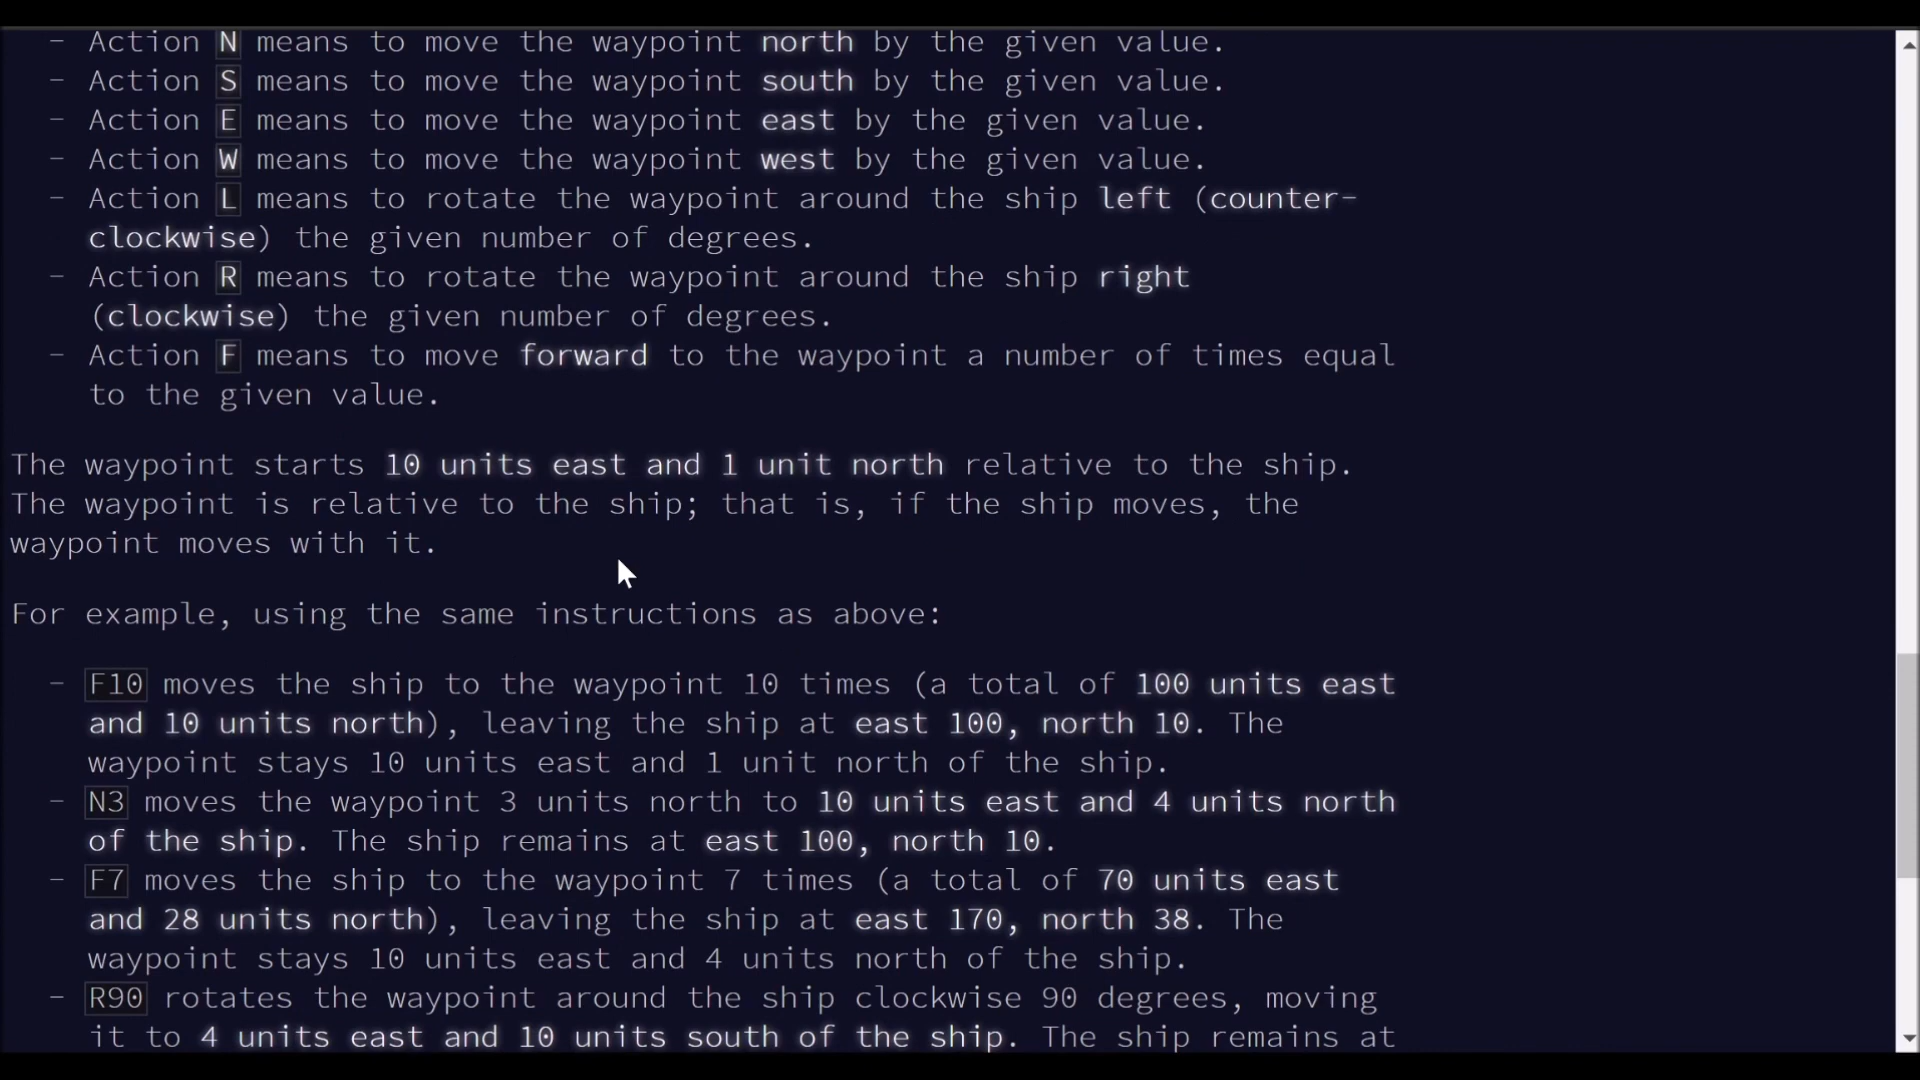 - Action N means to move the waypoint north by the given value.
- Action S means to move the waypoint south by the given value.
- Action E means to move the waypoint east by the given value.
- Action W means to move the waypoint west by the given value.
- Action L means to rotate the waypoint around the ship left (counter-
clockwise) the given number of degrees.
- Action R means to rotate the waypoint around the ship right
(clockwise) the given number of degrees.
- Action F means to move forward to the waypoint a number of times equal
to the given value.
The waypoint starts 10 units east and 1 unit north relative to the ship.
The waypoint is relative to the ship; that is, if the ship moves, the
waypoint moves with it.
For example, using the same instructions as above:
- F10 moves the ship to the waypoint 10 times (a total of 100 units east
and 10 units north), leaving the ship at east 100, north 10. The
waypoint stays 10 units east and 1 unit north of the ship.
- N3 moves the waypoint 3 units north to 10 units east and 4 units north
of the ship. The ship remains at east 100, north 10.
- F7 moves the ship to the waypoint 7 times (a total of 70 units east
and 28 units north), leaving the ship at east 170, north 38. The
waypoint stays 10 units east and 4 units north of the ship.
- R90 rotates the waypoint around the ship clockwise 90 degrees, moving
it to 4 units east and 10 units south of the ship. The ship remains at